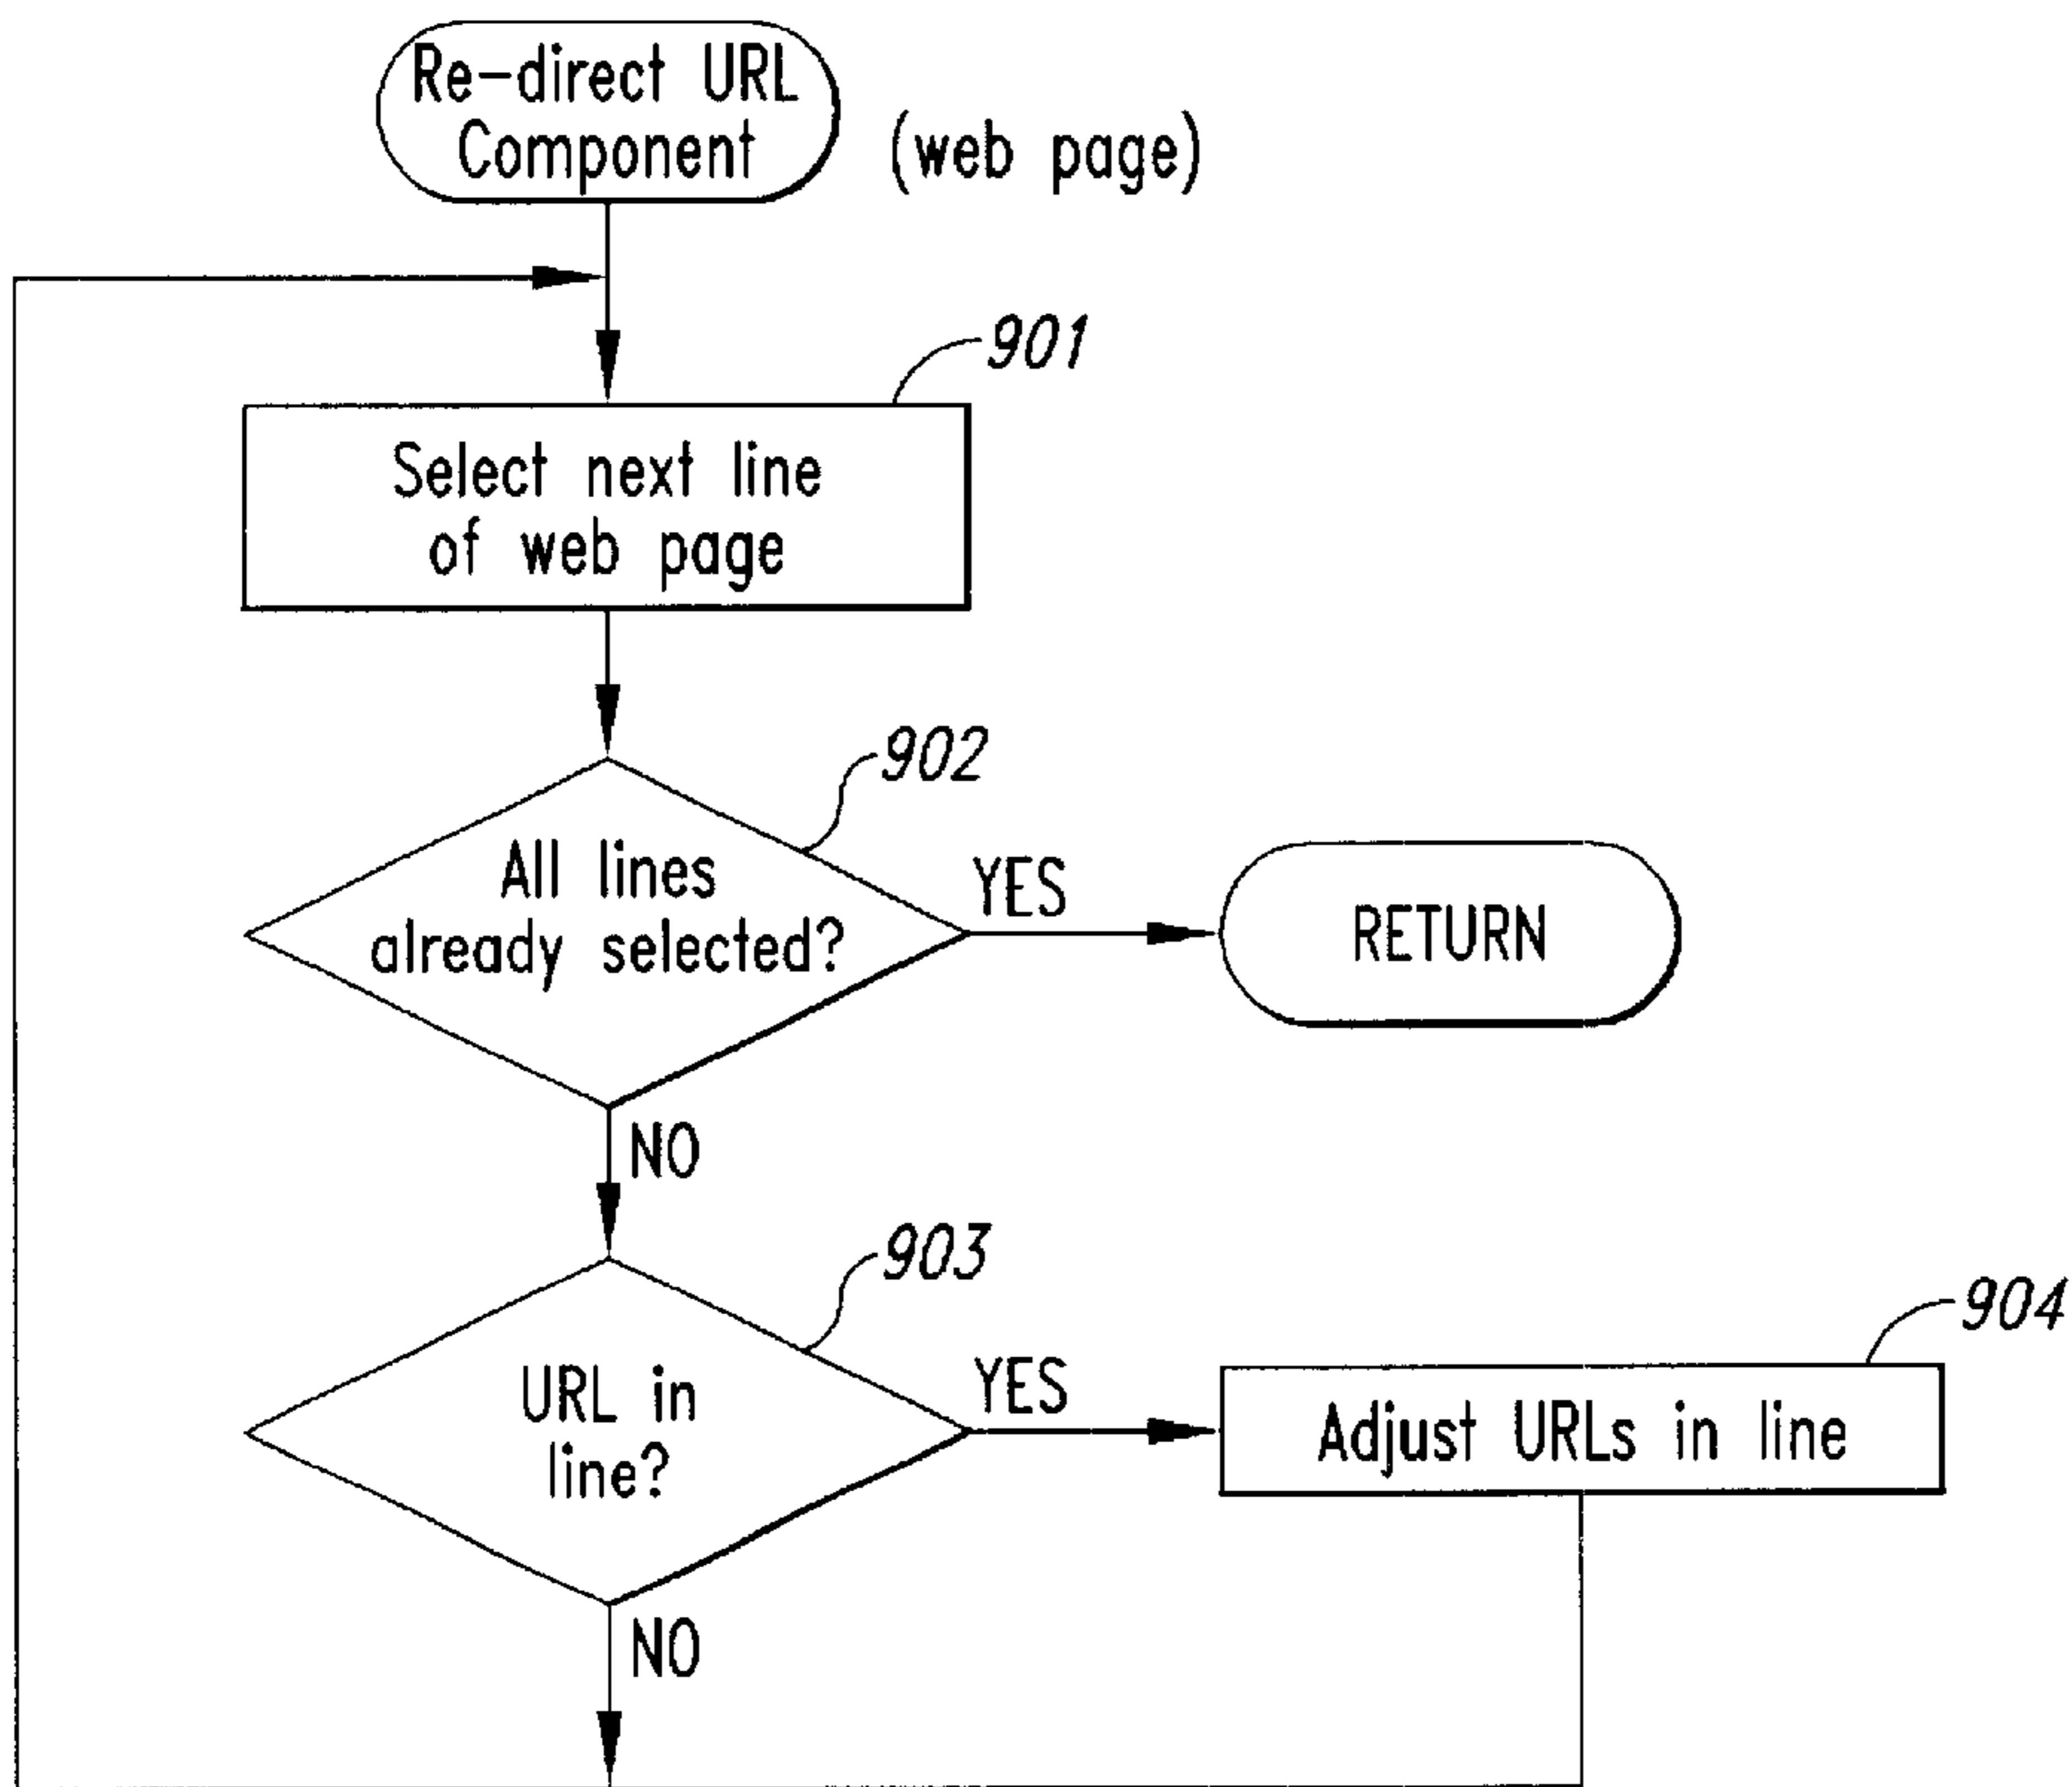 Re-direct URL
Component
(web page)
901
Select next line
of web page
902
All lines
already selected?
YES
RETURN
NO
903
URL in
line?
YES
904
Adjust URLs in line
NO